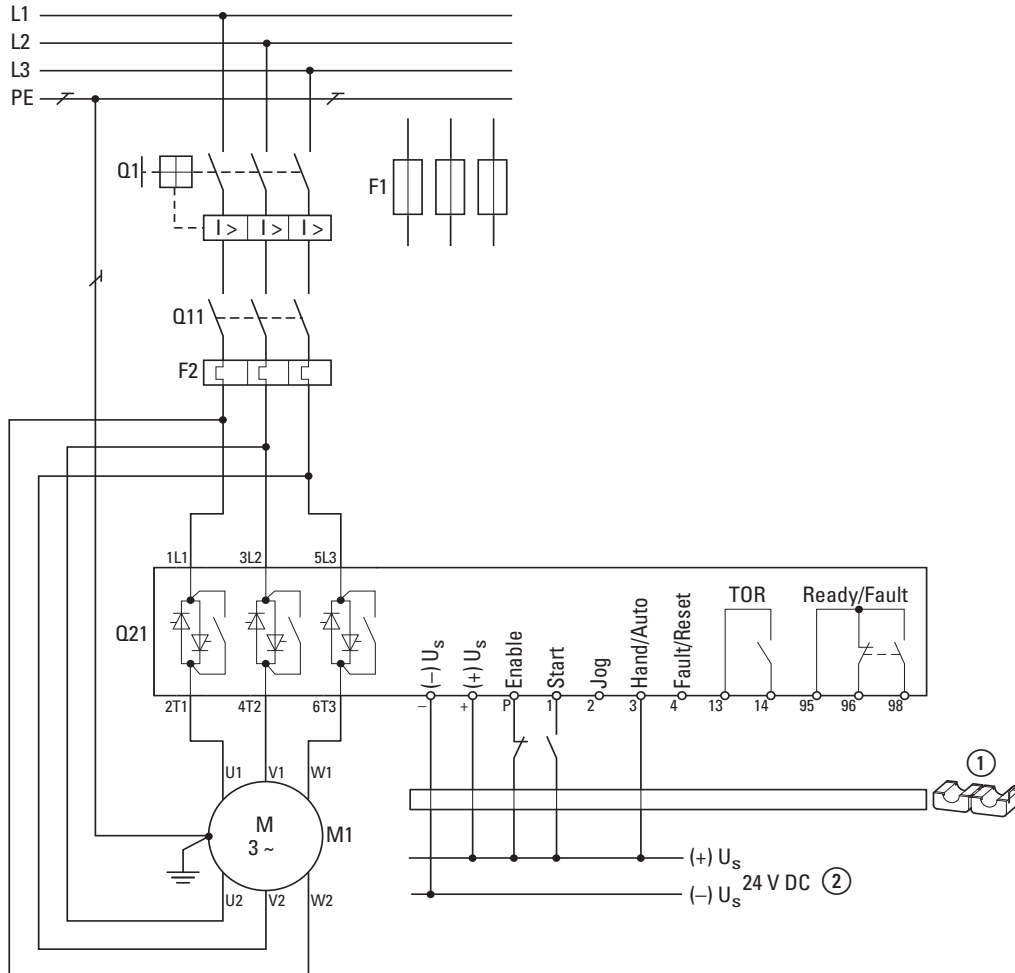 L1
L2
L3
PE
Q1
F1
I > I > I >
Q11
F2
1L1 3L2 5L3
TOR Ready/Fault
Q21
(–) Us
(+) Us
Enable
Start
Jog
Hand/Auto
Fault/Reset
2T1 4T2 6T3
– + P 1 2 3 4 13 14 95 96 98
U1 V1 W1
1
M
3 ~
M1
(+) Us
24 V DC 2
(–) Us
U2 V2 W2